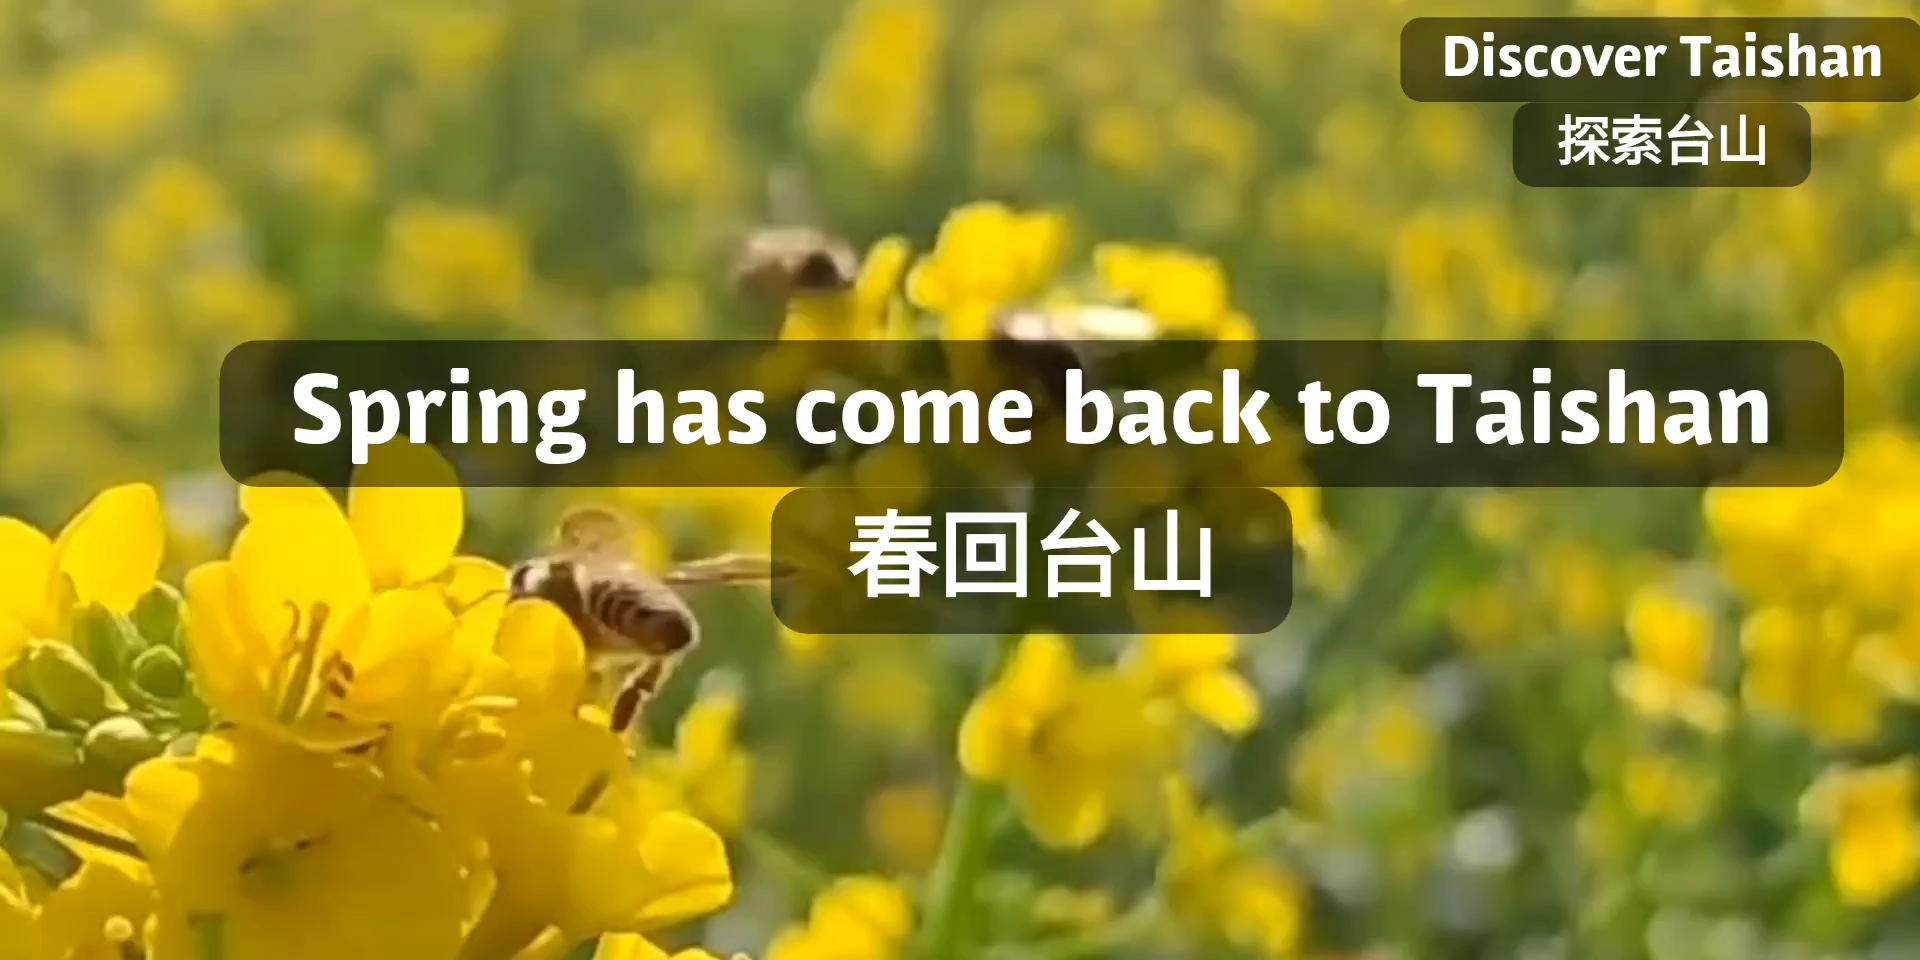 Discover Taishan
探索台山
Spring has come back to Taishan
春回台山